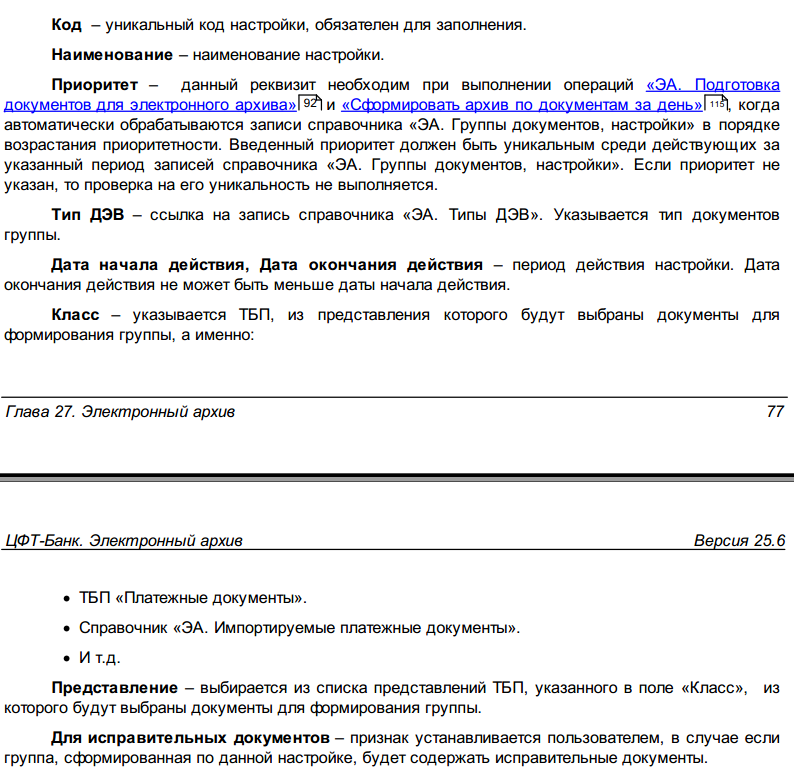 Код – уникальный код настройки, обязателен для заполнения.
Наименование – наименование настройки.
Приоритет – данный реквизит необходим при выполнении операций «ЭА. Подготовка
документов для электронного архива» 92 и «Сформировать архив по документам за день» 115, когда
автоматически обрабатываются записи справочника «ЭА. Группы документов, настройки» в порядке
возрастания приоритетности. Введенный приоритет должен быть уникальным среди действующих за
указанный период записей справочника «ЭА. Группы документов, настройки». Если приоритет не
указан, то проверка на его уникальность не выполняется.
Тип ДЭВ – ссылка на запись справочника «ЭА. Типы ДЭВ». Указывается тип документов
группы.
Дата начала действия, Дата окончания действия – период действия настройки. Дата
окончания действия не может быть меньше даты начала действия.
Класс – указывается ТБП, из представления которого будут выбраны документы для
формирования группы, а именно:
Глава 27. Электронный архив 77
ЦФТ-Банк. Электронный архив Версия 25.6
• ТБП «Платежные документы».
• Справочник «ЭА. Импортируемые платежные документы».
• И т.д.
Представление – выбирается из списка представлений ТБП, указанного в поле «Класс», из
которого будут выбраны документы для формирования группы.
Для исправительных документов – признак устанавливается пользователем, в случае если
группа, сформированная по данной настройке, будет содержать исправительные документы.